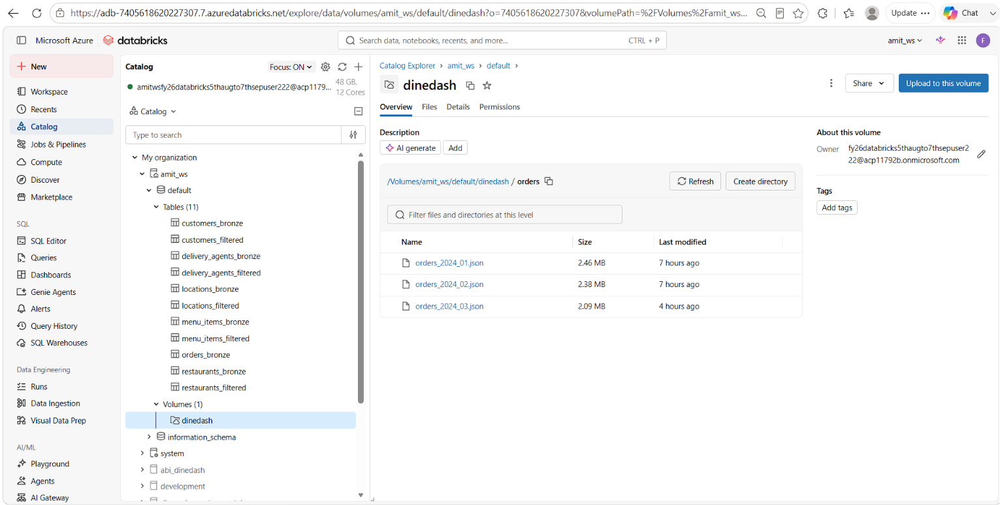 https://adb-7405618620227307.7.azuredatabricks.net/explore/data/volumes/amit_ws/default/dinedash?o=7405618620227307&volumePath=%2FVolumes%2Famit_ws...
Update
Chat
Microsoft Azure
databricks
Search data, notebooks, recents, and more...
CTRL + P
amit_ws
F
New
Workspace
Recents
Catalog
Jobs & Pipelines
Compute
Discover
Marketplace
SQL
SQL Editor
Queries
Dashboards
Genie Agents
Alerts
Query History
SQL Warehouses
Data Engineering
Runs
Data Ingestion
Visual Data Prep
AI/ML
Playground
Agents
AI Gateway
Catalog
Focus: ON
amitwsfy26databricks5thaugto7thsepuser222@acp1179...
48 GB,
12 Cores
Catalog
Type to search
My organization
amit_ws
default
Tables (11)
customers_bronze
customers_filtered
delivery_agents_bronze
delivery_agents_filtered
locations_bronze
locations_filtered
menu_items_bronze
menu_items_filtered
orders_bronze
restaurants_bronze
restaurants_filtered
Volumes (1)
dinedash
information_schema
system
abi_dinedash
development
Catalog Explorer > amit_ws > default >
dinedash
Share
Upload to this volume
Overview Files Details Permissions
Description
AI generate
Add
/Volumes/amit_ws/default/dinedash / orders
Refresh
Create directory
Filter files and directories at this level
Name Size Last modified
orders_2024_01.json 2.46 MB 7 hours ago
orders_2024_02.json 2.38 MB 7 hours ago
orders_2024_03.json 2.09 MB 4 hours ago
About this volume
Owner fy26databricks5thaugto7thsepuser2
22@acp11792b.onmicrosoft.com
Tags
Add tags